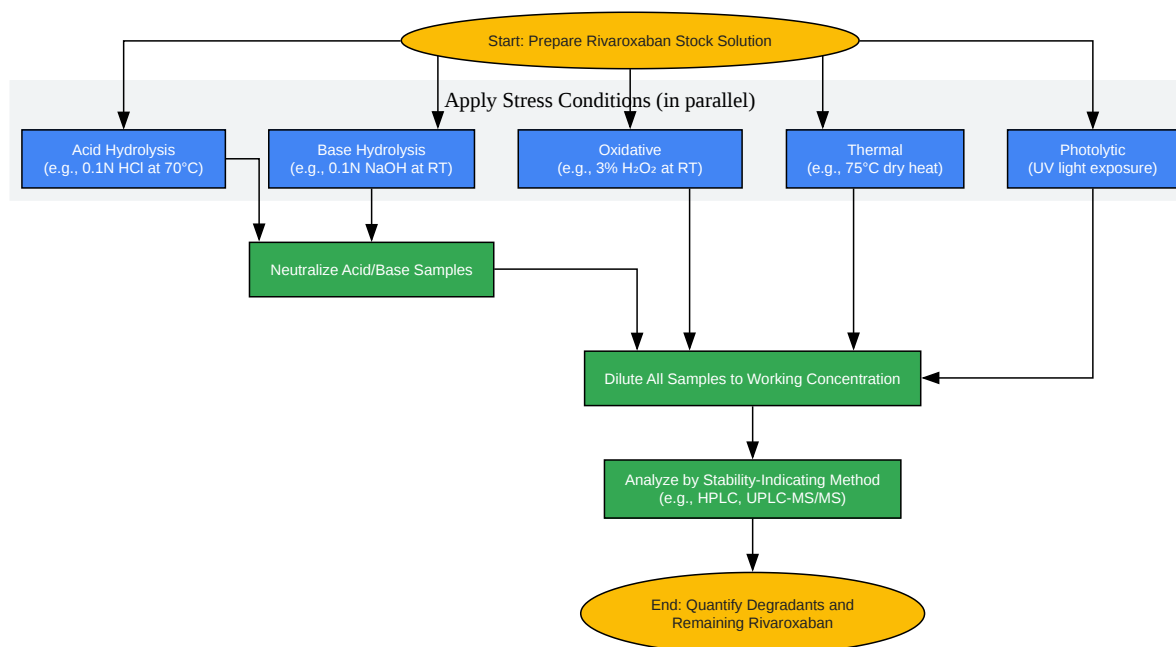 Start: Prepare Rivaroxaban Stock Solution
Apply Stress Conditions (in parallel)
Acid Hydrolysis
(e.g., 0.1N HCl at 70°C)
Base Hydrolysis
(e.g., 0.1N NaOH at RT)
Oxidative
(e.g., 3% H₂O₂ at RT)
Thermal
(e.g., 75°C dry heat)
Photolytic
(UV light exposure)
Neutralize Acid/Base Samples
Dilute All Samples to Working Concentration
Analyze by Stability-Indicating Method
(e.g., HPLC, UPLC-MS/MS)
End: Quantify Degradants and
Remaining Rivaroxaban